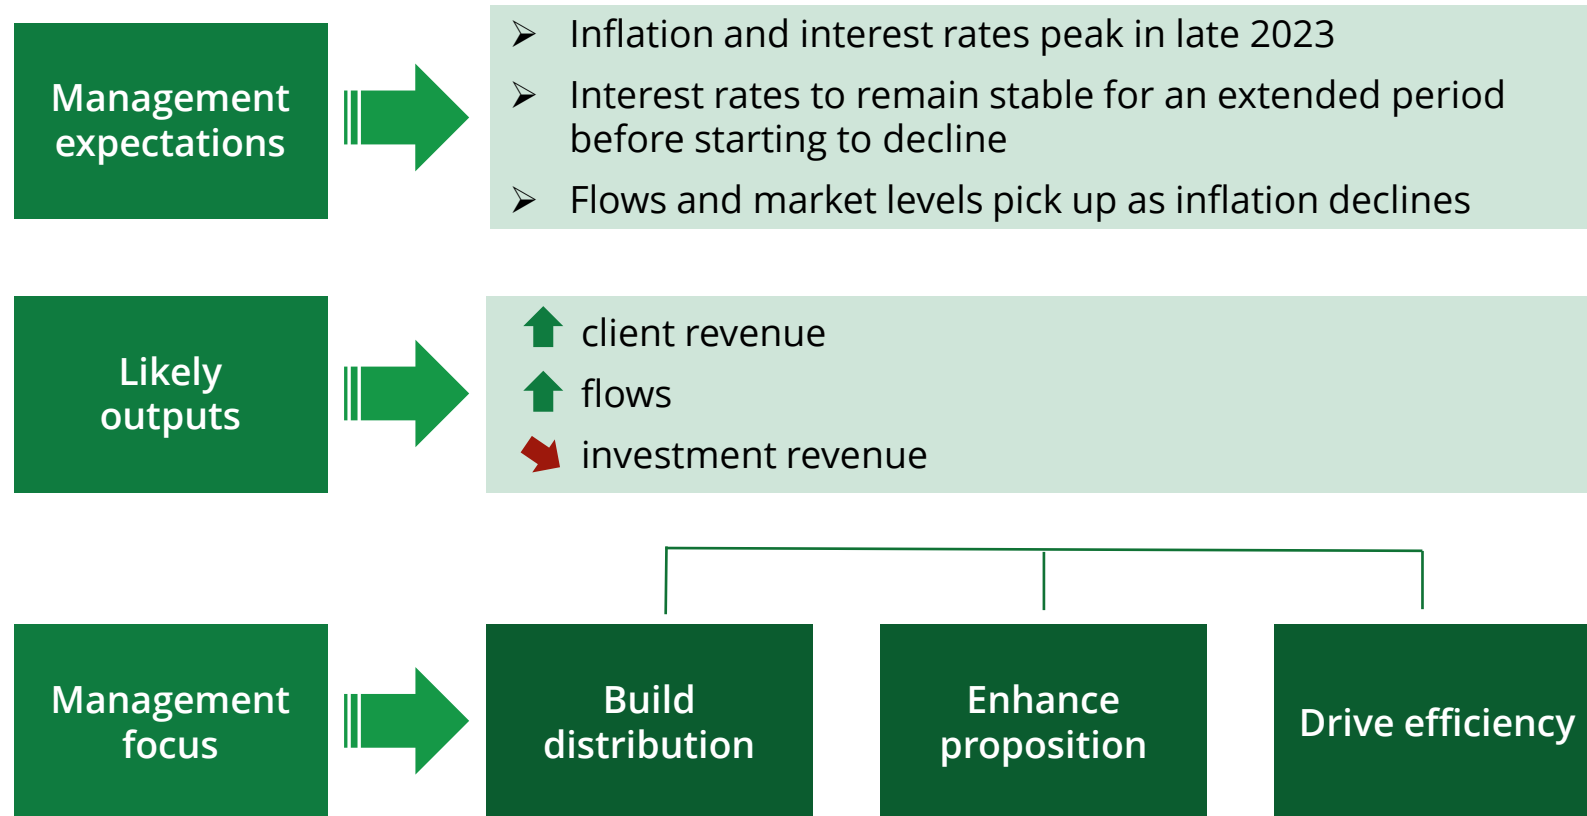 Management
expectations
➢ Inflation and interest rates peak in late 2023
➢ Interest rates to remain stable for an extended period
before starting to decline
➢ Flows and market levels pick up as inflation declines
Likely
outputs
client revenue
flows
investment revenue
Management
focus
Build
distribution
Enhance
proposition
Drive efficiency